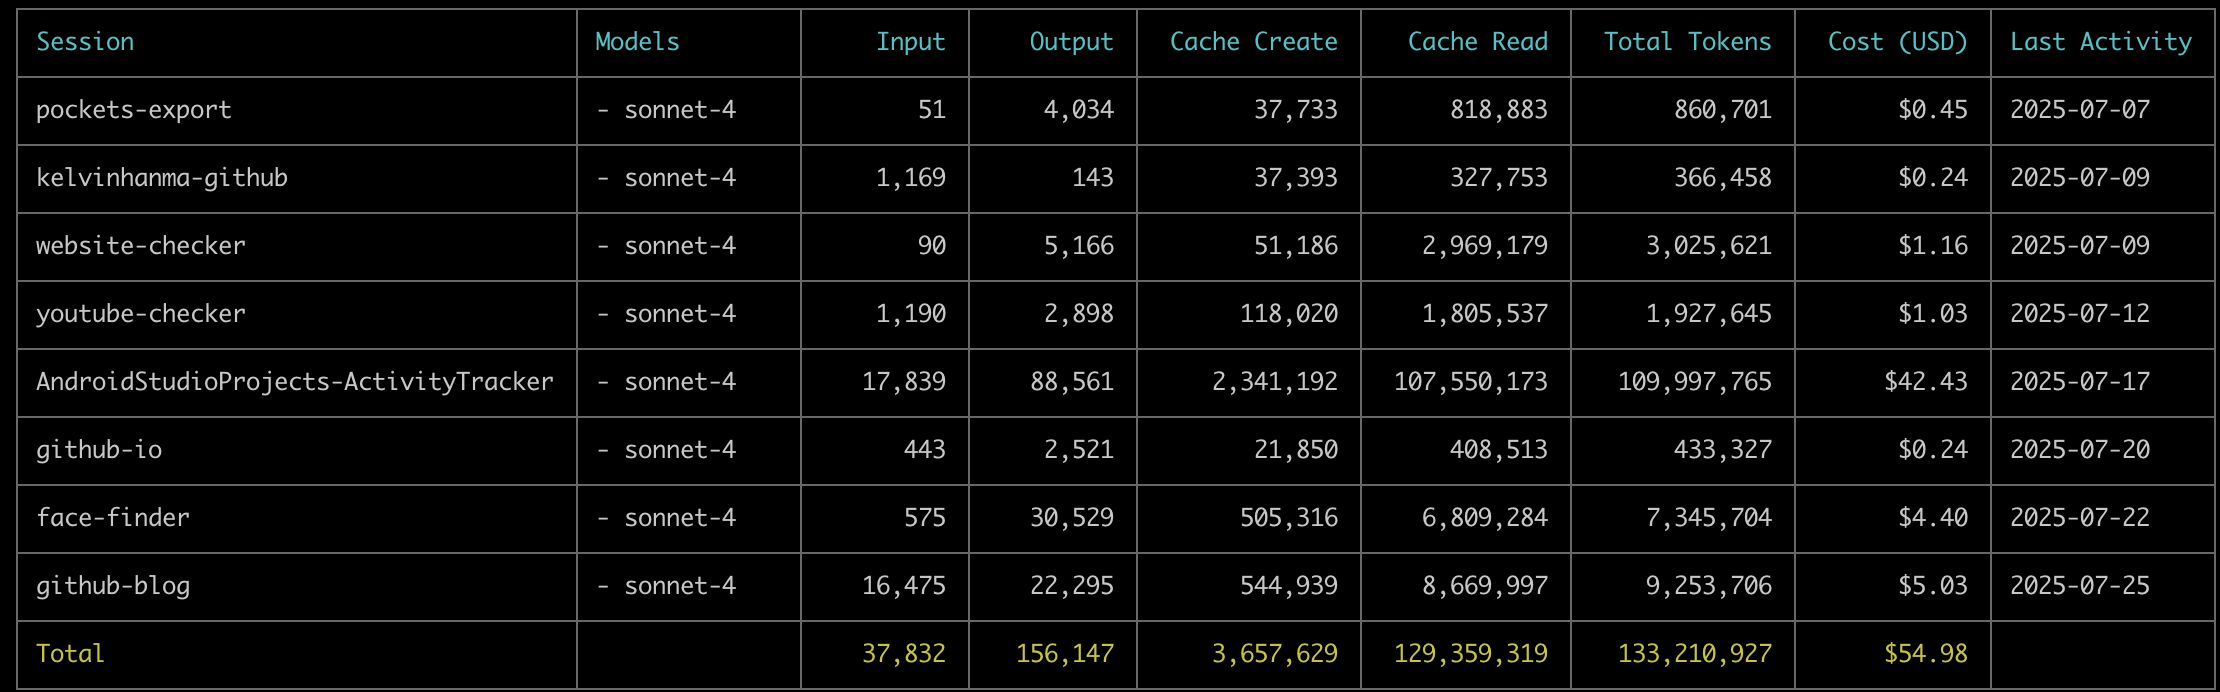 Session Models Input Output Cache Create Cache Read Total Tokens Cost (USD) Last Activity
pockets-export - sonnet-4 51 4,034 37,733 818,883 860,701 $0.45 2025-07-07
kelvinhanma-github - sonnet-4 1,169 143 37,393 327,753 366,458 $0.24 2025-07-09
website-checker - sonnet-4 90 5,166 51,186 2,969,179 3,025,621 $1.16 2025-07-09
youtube-checker - sonnet-4 1,190 2,898 118,020 1,805,537 1,927,645 $1.03 2025-07-12
AndroidStudioProjects-ActivityTracker - sonnet-4 17,839 88,561 2,341,192 107,550,173 109,997,765 $42.43 2025-07-17
github-io - sonnet-4 443 2,521 21,850 408,513 433,327 $0.24 2025-07-20
face-finder - sonnet-4 575 30,529 505,316 6,809,284 7,345,704 $4.40 2025-07-22
github-blog - sonnet-4 16,475 22,295 544,939 8,669,997 9,253,706 $5.03 2025-07-25
Total 37,832 156,147 3,657,629 129,359,319 133,210,927 $54.98